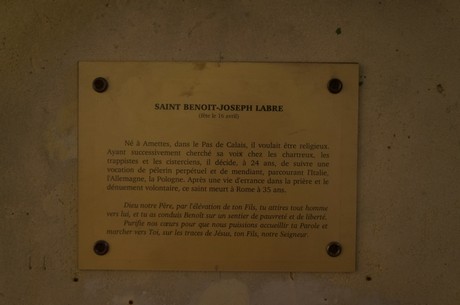 SAINT BENOIT-JOSEPH LABRE
(fête le 16 avril)
Né à Amettes, dans le Pas de Calais, il voulait être religieux.
Ayant successivement cherché sa voix chez les chartreux, les
trappistes et les cisterciens, il décide, à 24 ans, de suivre une
vocation de pèlerin perpétuel et de mendiant, parcourant l'Italie,
l'Allemagne, la Pologne. Après une vie d'errance dans la prière et le
dénuement volontaire, ce saint meurt à Rome à 35 ans.
Dieu notre Père, par l'élévation de ton Fils, tu attires tout homme
vers lui, et tu as conduis Benoît sur un sentier de pauvreté et de liberté.
Purifie nos cœurs pour que nous puissions accueillir ta Parole et
marcher vers Toi, sur les traces de Jésus, ton Fils, notre Seigneur.